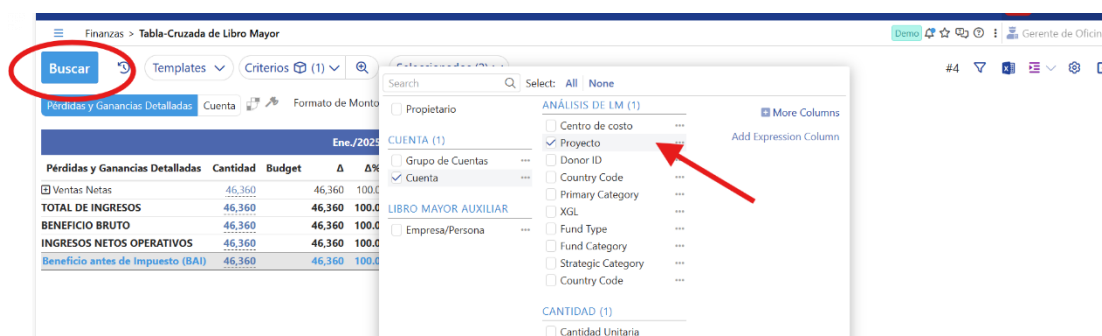 Finanzas > Tabla-Cruzada de Libro Mayor
Demo
Gerente de Oficin
Buscar
Templates
Criterios (1)
#4
Search
Select: All None
Propietario
ANÁLISIS DE LM (1)
More Columns
Add Expression Column
Centro de costo
Proyecto
Donor ID
Country Code
Primary Category
XGL
Fund Type
Fund Category
Strategic Category
Country Code
CUENTA (1)
Grupo de Cuentas
Cuenta
LIBRO MAYOR AUXILIAR
Empresa/Persona
CANTIDAD (1)
Cantidad Unitaria
Pérdidas y Ganancias Detalladas Cuenta Formato de Monto
Ene./2025
Pérdidas y Ganancias Detalladas Cantidad Budget Δ Δ%
Ventas Netas 46,360 46,360 100.0
TOTAL DE INGRESOS 46,360 46,360 100.0
BENEFICIO BRUTO 46,360 46,360 100.0
INGRESOS NETOS OPERATIVOS 46,360 46,360 100.0
Beneficio antes de Impuesto (BAI) 46,360 46,360 100.0